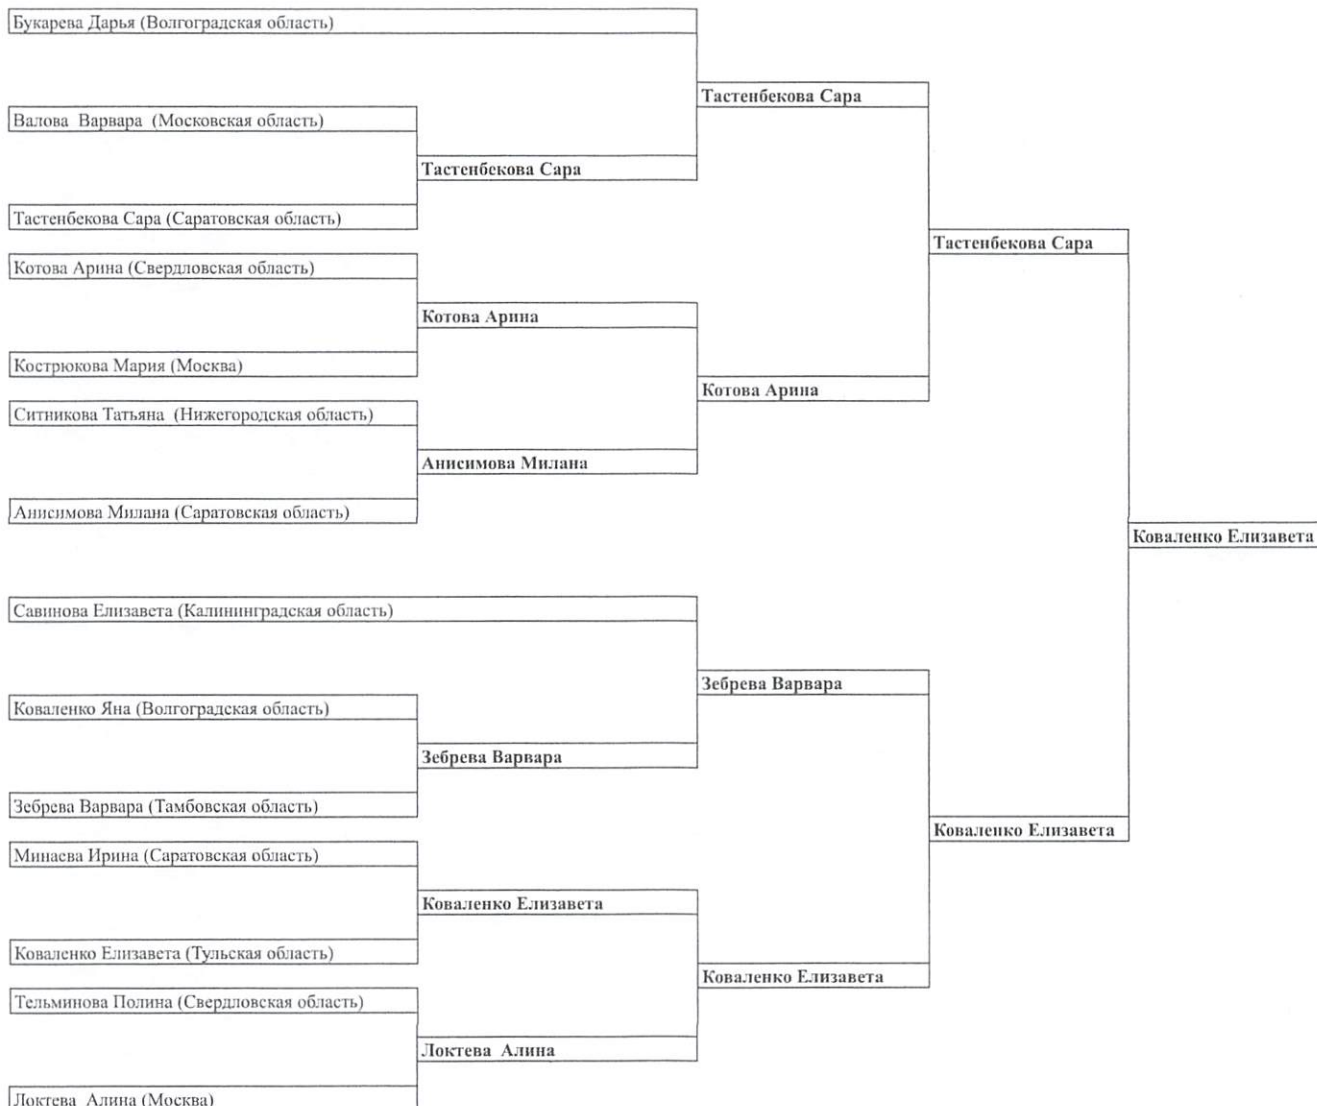 Букарева Дарья (Волгоградская область)
Тастенбекова Сара
Валова  Варвара  (Московская область)
Тастенбекова Сара
Тастенбекова Сара (Саратовская область)
Тастенбекова Сара
Котова Арина (Свердловская область)
Котова Арина
Кострюкова Мария (Москва)
Котова Арина
Ситникова Татьяна  (Нижегородская область)
Анисимова Милана
Анисимова Милана (Саратовская область)
Коваленко Елизавета
Савинова Елизавета (Калининградская область)
Зебрева Варвара
Коваленко Яна (Волгоградская область)
Зебрева Варвара
Зебрева Варвара (Тамбовская область)
Коваленко Елизавета
Минаева Ирина (Саратовская область)
Коваленко Елизавета
Коваленко Елизавета (Тульская область)
Коваленко Елизавета
Тельминова Полина (Свердловская область)
Локтева  Алина
Локтева  Алина (Москва)